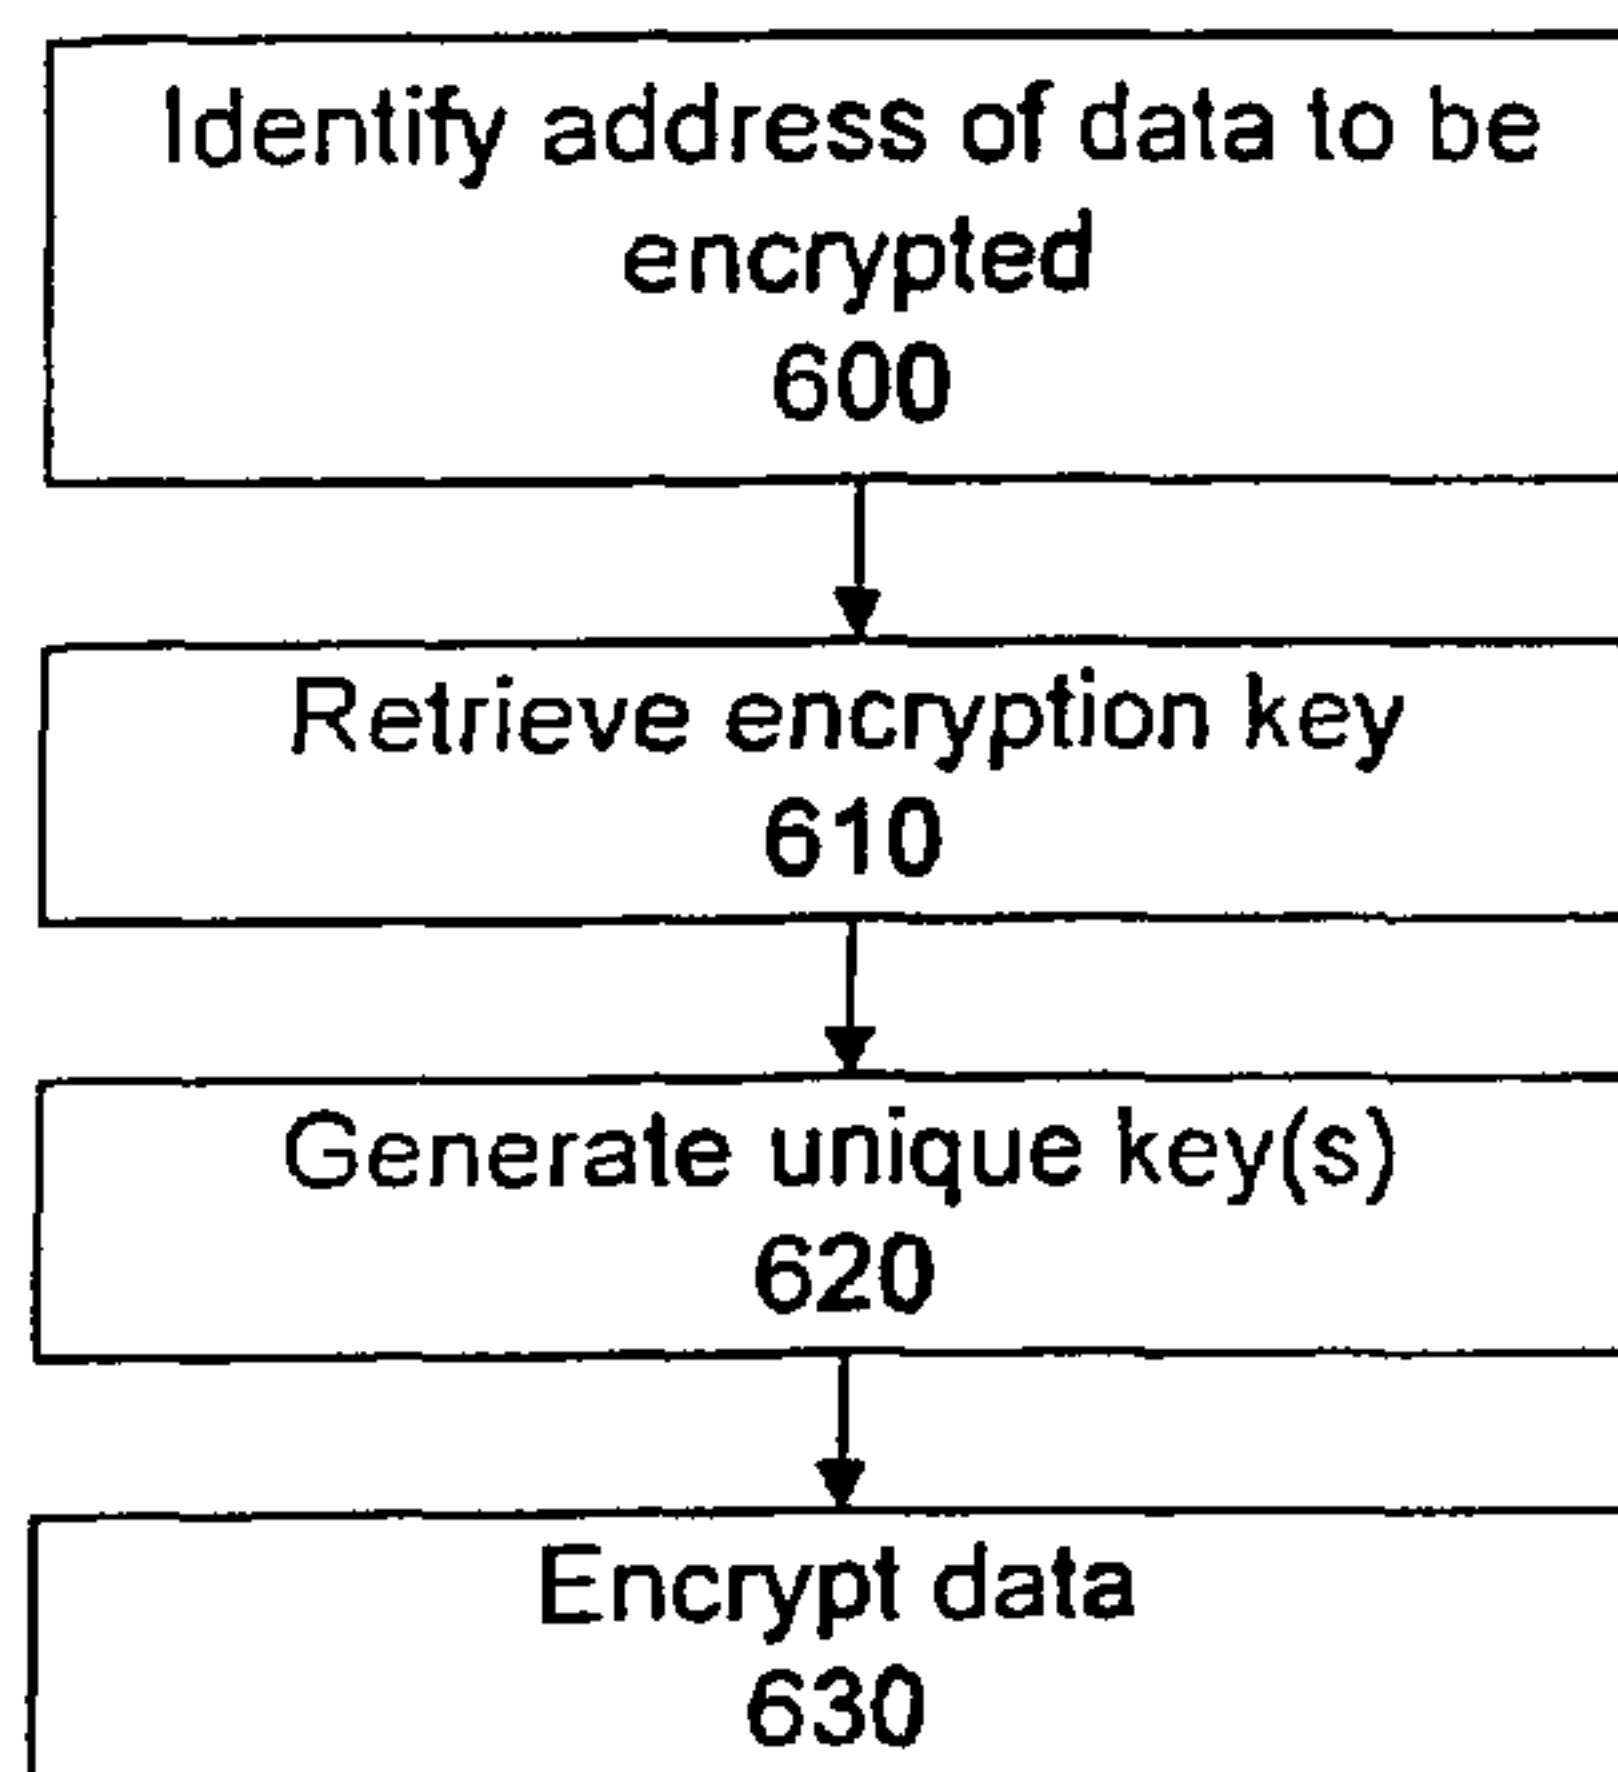 Identify address of data to be
encrypted
600
Retrieve encryption key
610
Generate unique key(s)
620
Encrypt data
630